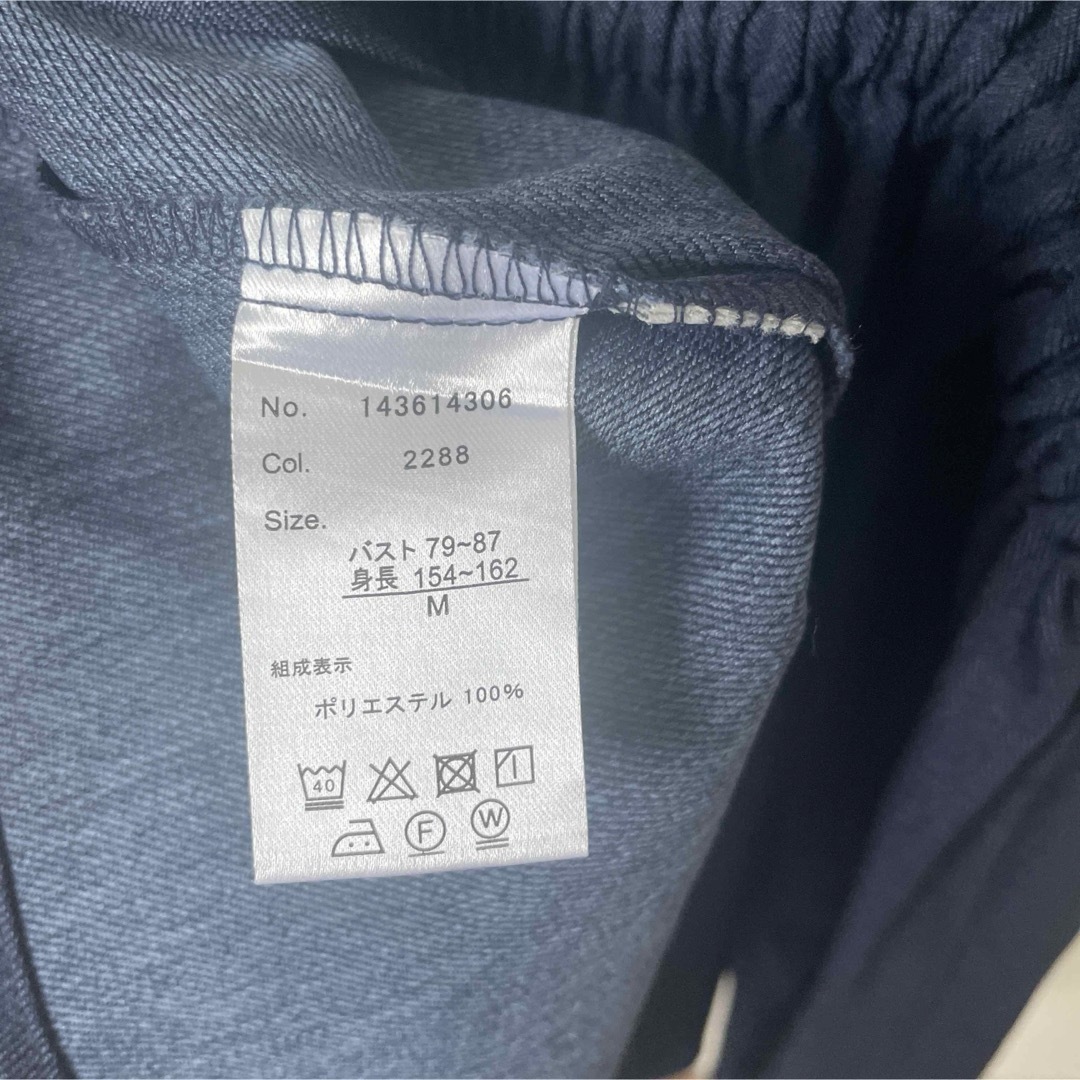 No. 143614306
Col. 2288
Size.
バスト 79~87
身長 154~162
M
組成表示
ポリエステル 100%
40
F
W